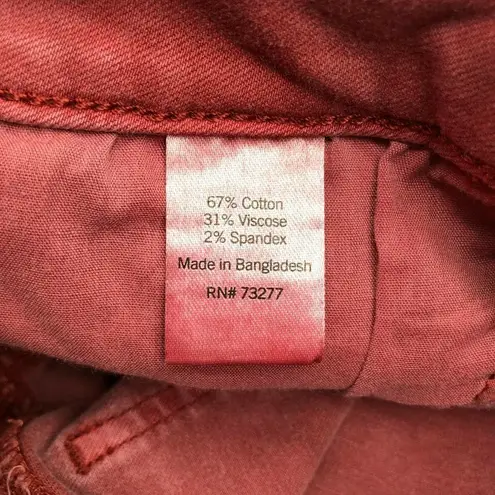 67% Cotton
31% Viscose
2% Spandex
Made in Bangladesh
RN# 73277